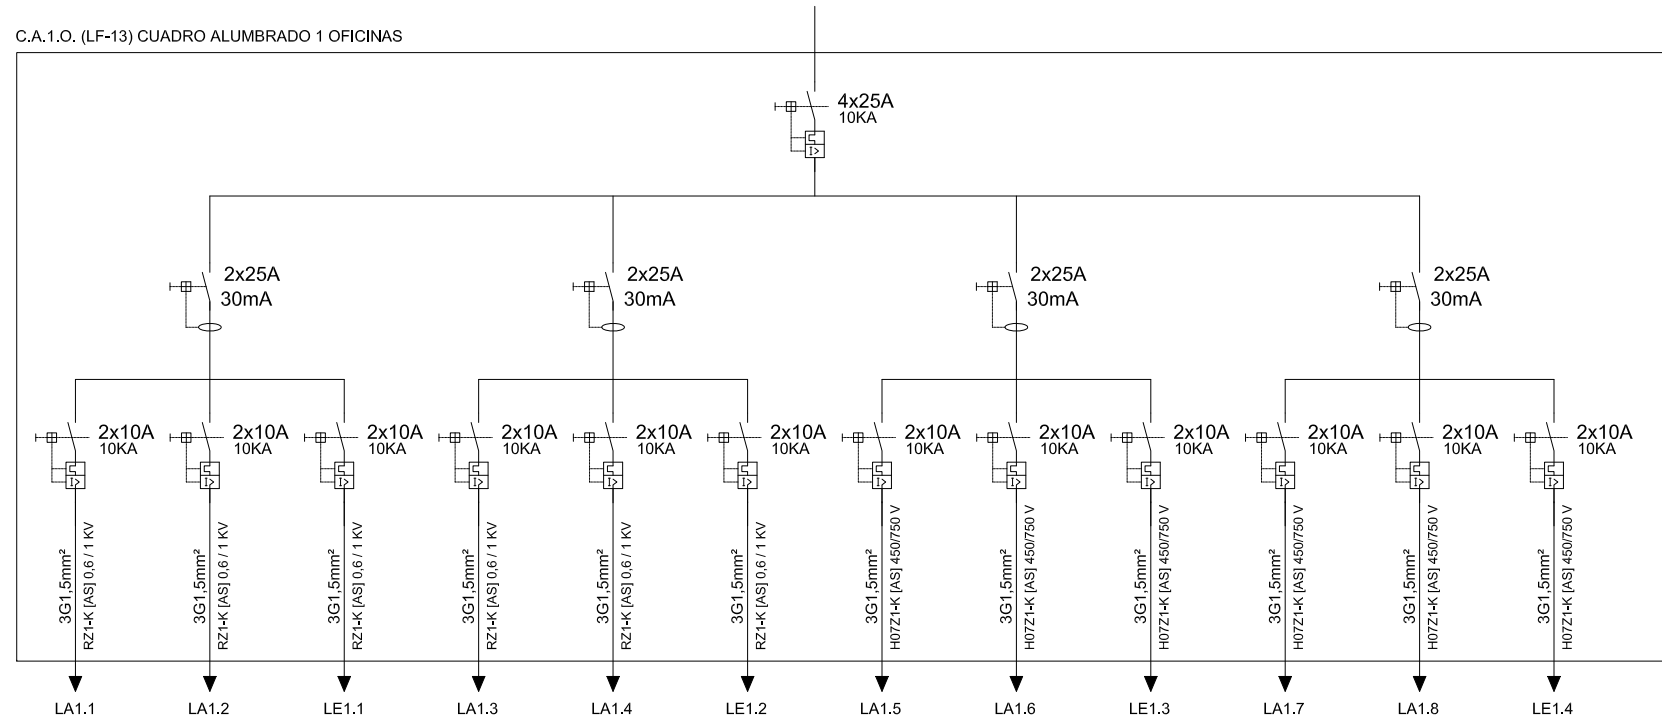 C.A.1.O. (LF-13) CUADRO ALUMBRADO 1 OFICINAS
4x25A
10KA
2x25A
30mA
2x25A
30mA
2x25A
30mA
2x25A
30mA
2x10A
10KA
2x10A
10KA
2x10A
10KA
2x10A
10KA
2x10A
10KA
2x10A
10KA
2x10A
10KA
2x10A
10KA
2x10A
10KA
2x10A
10KA
2x10A
10KA
2x10A
10KA
3G1,5mm²
RZ1-K [AS] 0,6 / 1 KV
3G1,5mm²
RZ1-K [AS] 0,6 / 1 KV
3G1,5mm²
RZ1-K [AS] 0,6 / 1 KV
3G1,5mm²
RZ1-K [AS] 0,6 / 1 KV
3G1,5mm²
RZ1-K [AS] 0,6 / 1 KV
3G1,5mm²
RZ1-K [AS] 0,6 / 1 KV
3G1,5mm²
H07Z1-K [AS] 450/750 V
3G1,5mm²
H07Z1-K [AS] 450/750 V
3G1,5mm²
H07Z1-K [AS] 450/750 V
3G1,5mm²
H07Z1-K [AS] 450/750 V
3G1,5mm²
H07Z1-K [AS] 450/750 V
3G1,5mm²
H07Z1-K [AS] 450/750 V
LA1.1
LA1.2
LE1.1
LA1.3
LA1.4
LE1.2
LA1.5
LA1.6
LE1.3
LA1.7
LA1.8
LE1.4